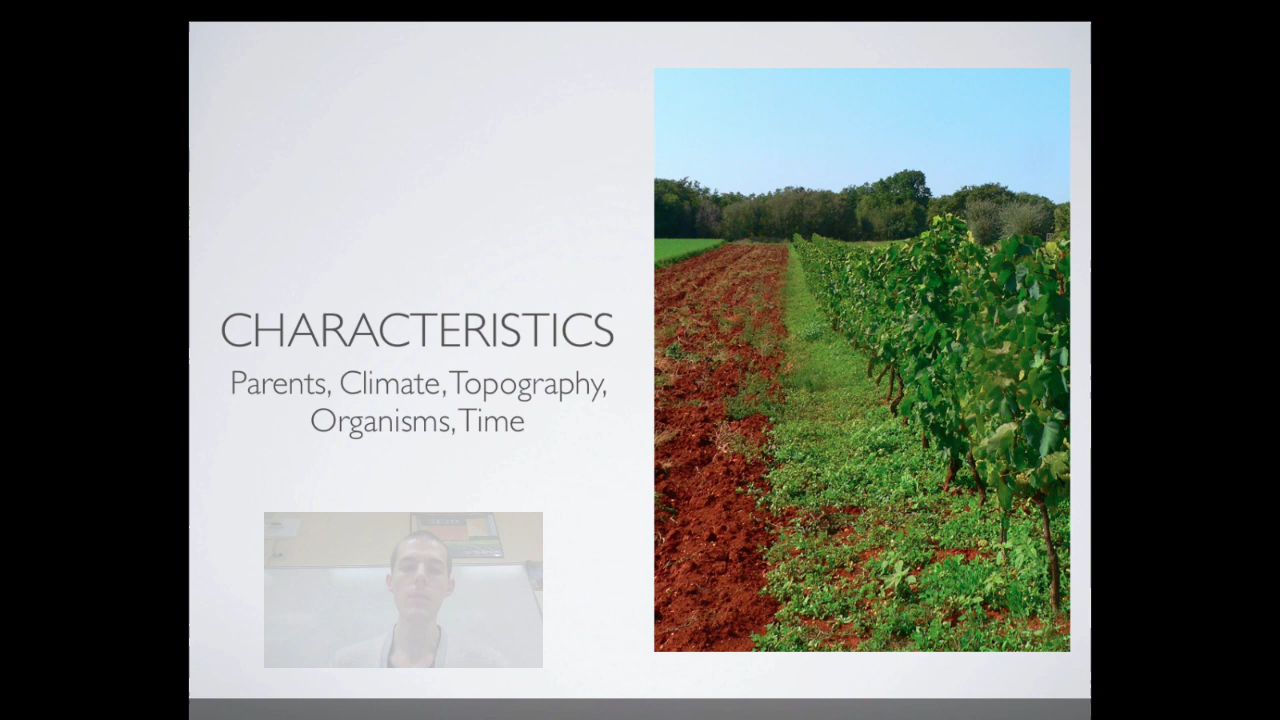 CHARACTERISTICS
Parents, Climate, Topography,
Organisms, Time